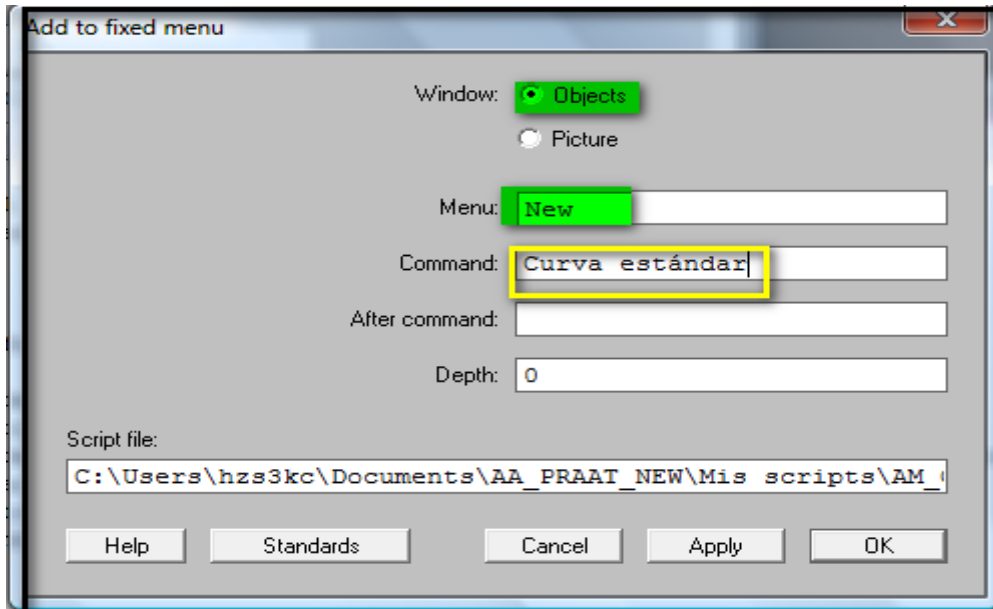 Add to fixed menu
Window: Objects
Picture
Menu: New
Command: Curva estándar
After command:
Depth: 0
Script file:
C:\Users\hzs3kc\Documents\AA_PRAAT_NEW\Mis scripts\AM_
Help Standards Cancel Apply OK